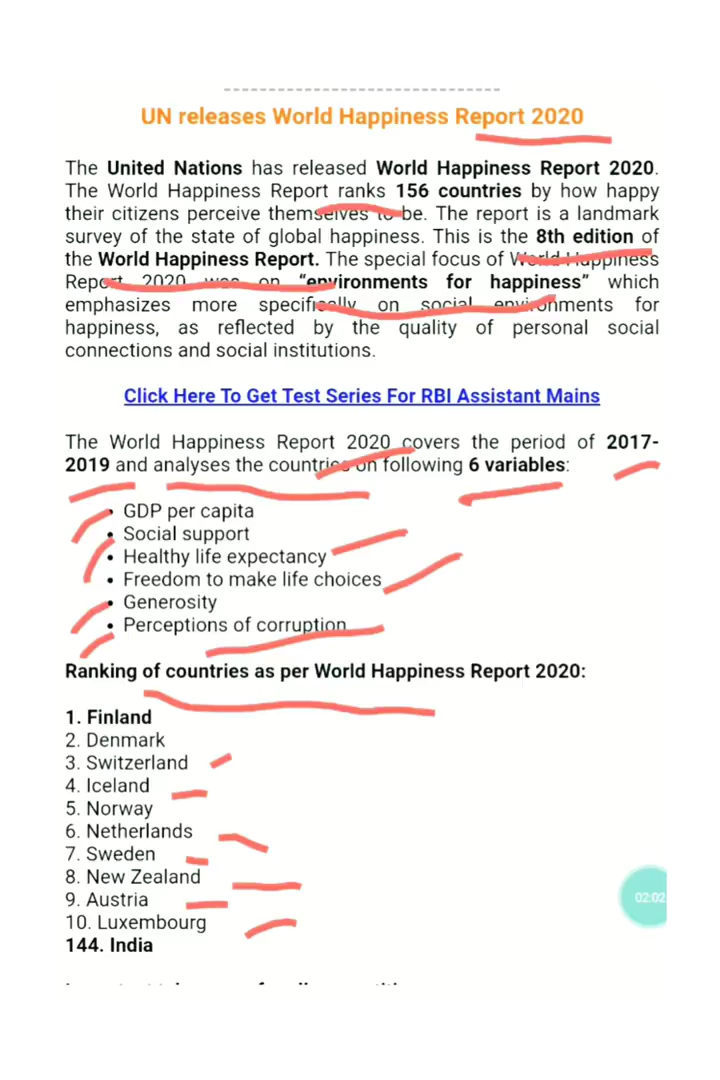 UN releases World Happiness Report 2020
The United Nations has released World Happiness Report 2020.
The World Happiness Report ranks 156 countries by how happy
their citizens perceive themselves to be. The report is a landmark
survey of the state of global happiness. This is the 8th edition of
the World Happiness Report. The special focus of World Happiness
Report 2020 was on “environments for happiness” which
emphasizes more specifically on social environments for
happiness, as reflected by the quality of personal social
connections and social institutions.
Click Here To Get Test Series For RBI Assistant Mains
The World Happiness Report 2020 covers the period of 2017-
2019 and analyses the countries on following 6 variables:
• GDP per capita
• Social support
• Healthy life expectancy
• Freedom to make life choices
• Generosity
• Perceptions of corruption
Ranking of countries as per World Happiness Report 2020:
1. Finland
2. Denmark
3. Switzerland
4. Iceland
5. Norway
6. Netherlands
7. Sweden
8. New Zealand
9. Austria
10. Luxembourg
144. India
02:02